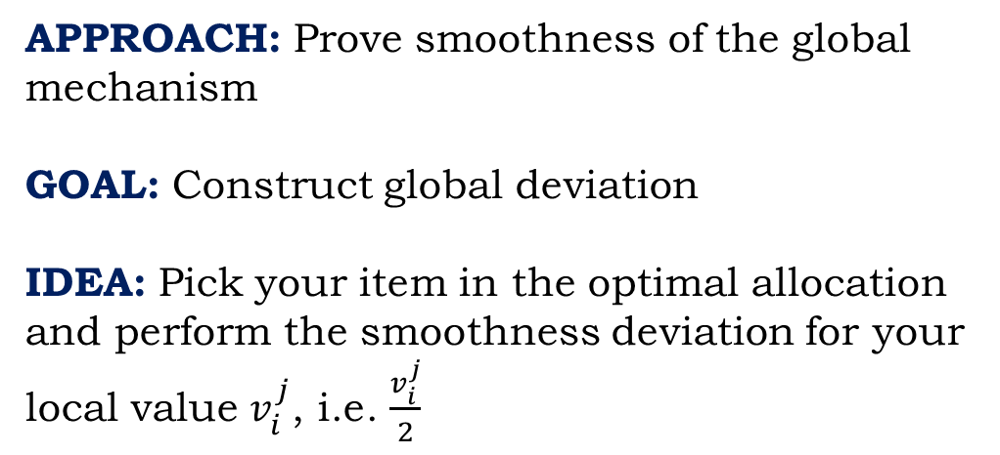 APPROACH: Prove smoothness of the global
mechanism
GOAL: Construct global deviation
IDEA: Pick your item in the optimal allocation
and perform the smoothness deviation for your
local value $v_i^j$, i.e. $\frac{v_i^j}{2}$